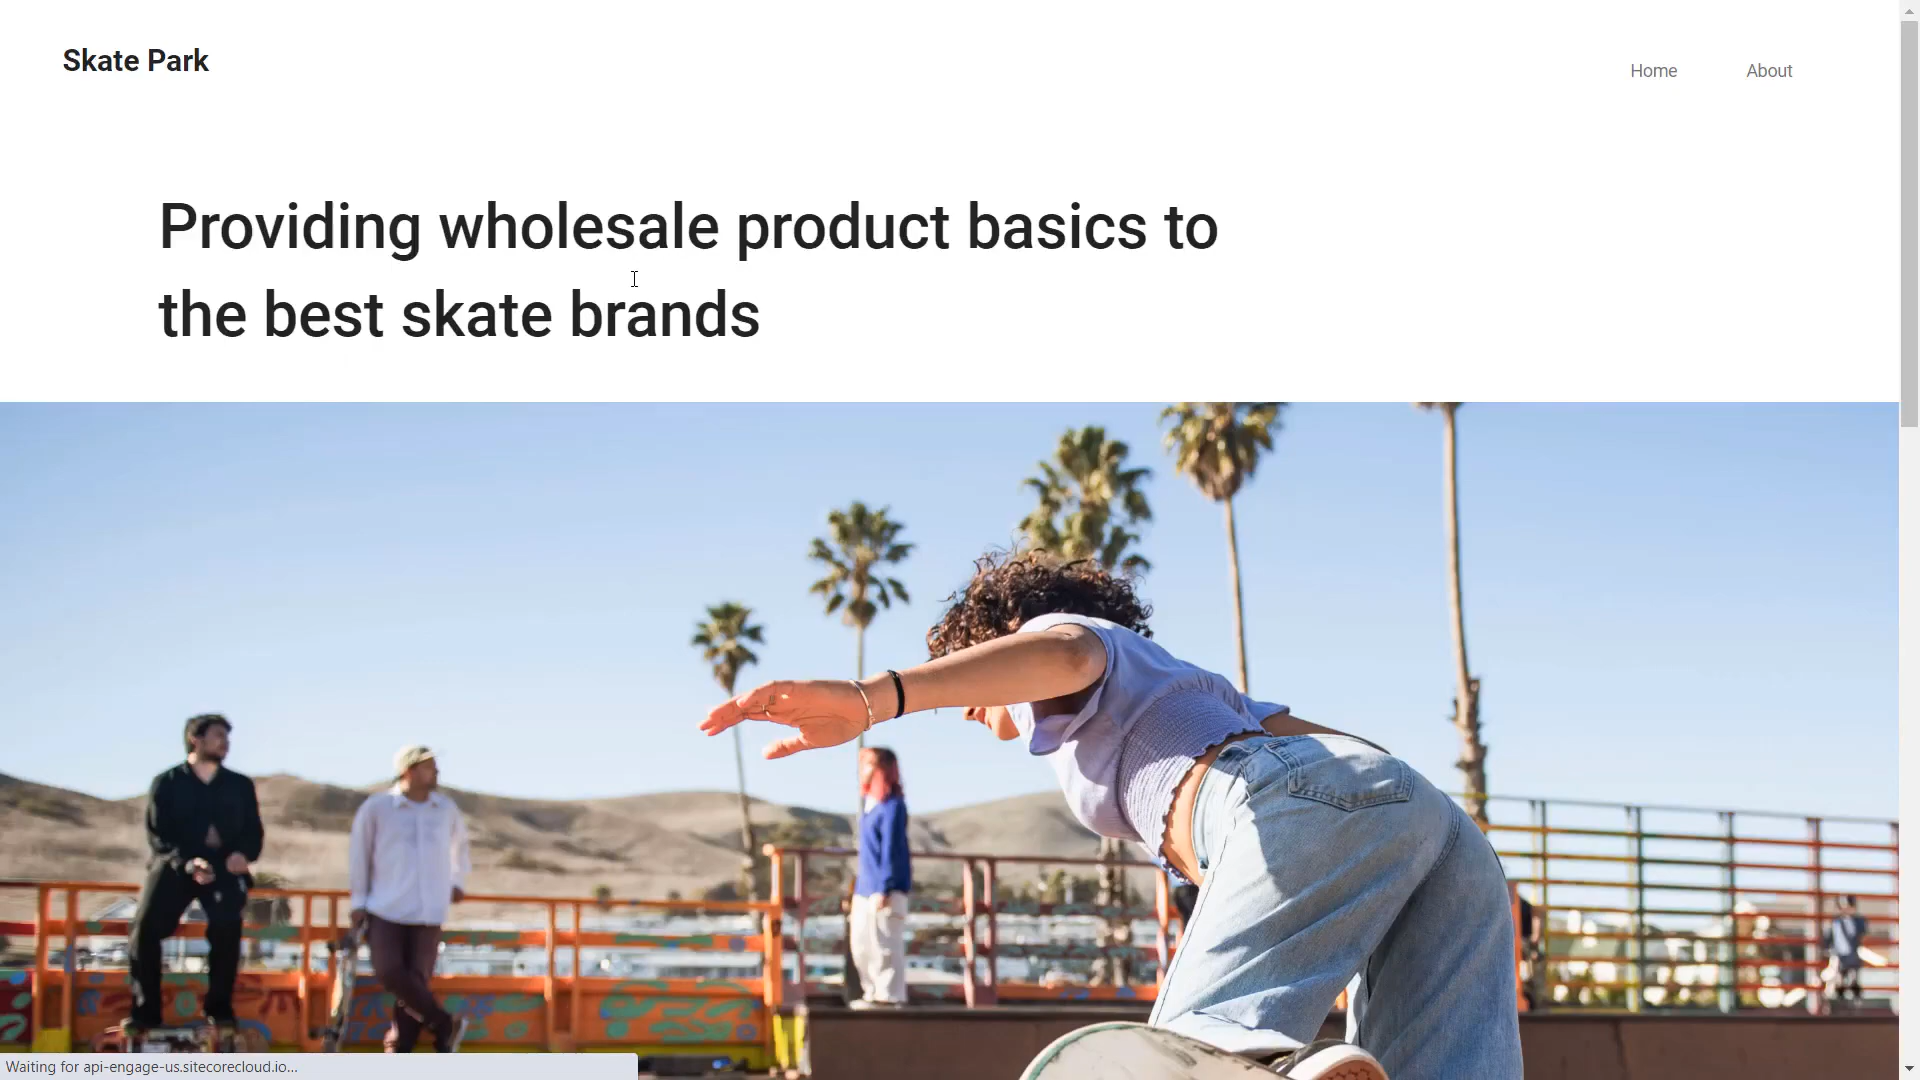 Skate Park
Home
About
Providing wholesale product basics to
the best skate brands
Waiting for api-engage-us.sitecorecloud.io...